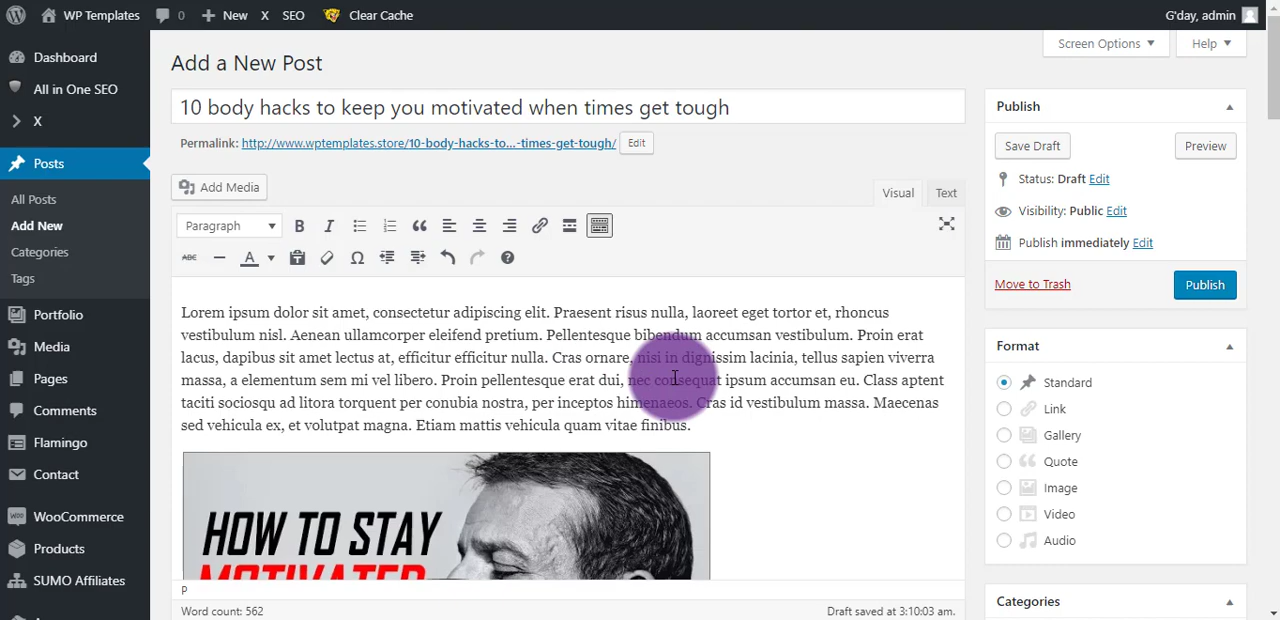 WP Templates
0
New
X
SEO
Clear Cache
G'day, admin
Dashboard
All in One SEO
X
Posts
All Posts
Add New
Categories
Tags
Portfolio
Media
Pages
Comments
Flamingo
Contact
WooCommerce
Products
SUMO Affiliates
Screen Options
Help
Add a New Post
10 body hacks to keep you motivated when times get tough
Permalink: http://www.wptemplates.store/10-body-hacks-to...-times-get-tough/ Edit
Add Media
Visual
Text
Paragraph
B
I
ABC
A
Ω
Lorem ipsum dolor sit amet, consectetur adipiscing elit. Praesent risus nulla, laoreet eget tortor et, rhoncus
vestibulum nisl. Aenean ullamcorper eleifend pretium. Pellentesque bibendum accumsan vestibulum. Proin erat
lacus, dapibus sit amet lectus at, efficitur efficitur nulla. Cras ornare, nisi in dignissim lacinia, tellus sapien viverra
massa, a elementum sem mi vel libero. Proin pellentesque erat dui, nec consequat ipsum accumsan eu. Class aptent
taciti sociosqu ad litora torquent per conubia nostra, per inceptos himenaeos. Cras id vestibulum massa. Maecenas
sed vehicula ex, et volutpat magna. Etiam mattis vehicula quam vitae finibus.
HOW TO STAY
MOTIVATED
P
Word count: 562
Draft saved at 3:10:03 am.
Publish
Save Draft
Preview
Status: Draft Edit
Visibility: Public Edit
Publish immediately Edit
Move to Trash
Publish
Format
Standard
Link
Gallery
Quote
Image
Video
Audio
Categories